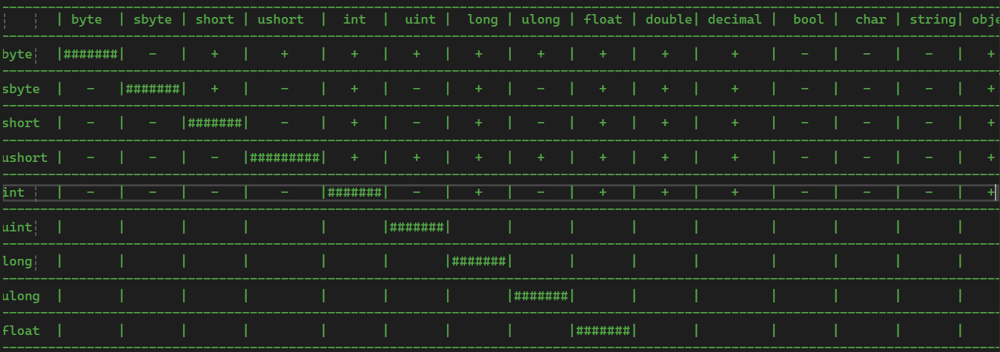 | byte | sbyte | short | ushort | int | uint | long | ulong | float | double| decimal | bool | char | string| obje
byte |#######| - | + | + | + | + | + | + | + | + | + | - | - | - | +
sbyte | - |#######| + | - | + | - | + | - | + | + | + | - | - | - | +
short | - | - |#######| - | + | - | + | - | + | + | + | - | - | - | +
ushort | - | - | - |#########| + | + | + | + | + | + | + | - | - | - | +
int | - | - | - | - |#######| - | + | - | + | + | + | - | - | - | +
uint | | | | | |#######| | | | | | | | |
long | | | | | | |#######| | | | | | | |
ulong | | | | | | | |#######| | | | | | |
float | | | | | | | | |#######| | | | | |